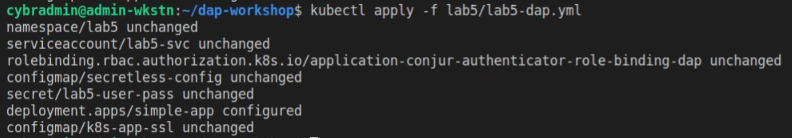 cybradmin@admin-wkstn:~/dap-workshop$ kubectl apply -f lab5/lab5-dap.yml
namespace/lab5 unchanged
serviceaccount/lab5-svc unchanged
rolebinding.rbac.authorization.k8s.io/application-conjur-authenticator-role-binding-dap unchanged
configmap/secretless-config unchanged
secret/lab5-user-pass unchanged
deployment.apps/simple-app configured
configmap/k8s-app-ssl unchanged